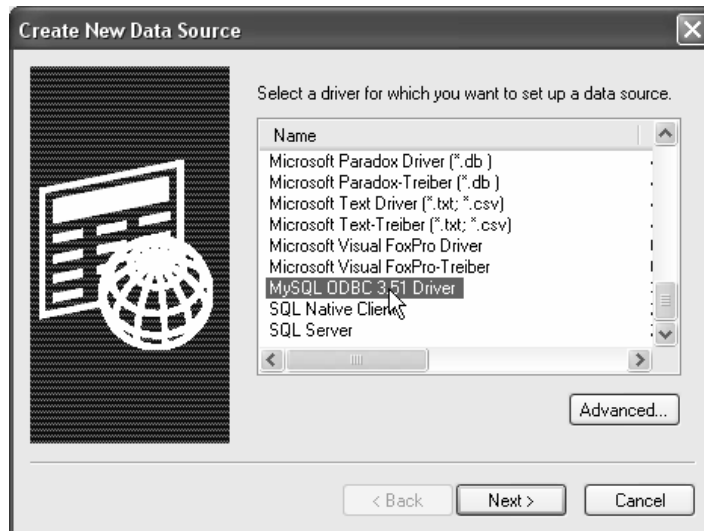 Create New Data Source
Select a driver for which you want to set up a data source.
Name
Microsoft Paradox Driver (*.db )
Microsoft Paradox-Treiber (*.db )
Microsoft Text Driver (*.txt; *.csv)
Microsoft Text-Treiber (*.txt; *.csv)
Microsoft Visual FoxPro Driver
Microsoft Visual FoxPro-Treiber
MySQL ODBC 3.51 Driver
SQL Native Client
SQL Server
Advanced...
< Back
Next >
Cancel